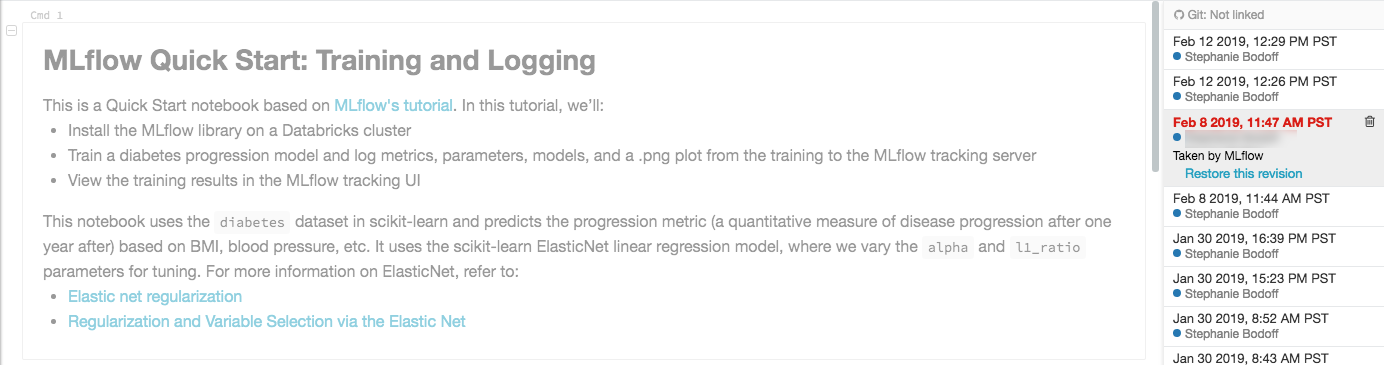 Cmd 1
MLflow Quick Start: Training and Logging
This is a Quick Start notebook based on MLflow's tutorial. In this tutorial, we'll:
• Install the MLflow library on a Databricks cluster
• Train a diabetes progression model and log metrics, parameters, models, and a .png plot from the training to the MLflow tracking server
• View the training results in the MLflow tracking UI
This notebook uses the diabetes dataset in scikit-learn and predicts the progression metric (a quantitative measure of disease progression after one
year after) based on BMI, blood pressure, etc. It uses the scikit-learn ElasticNet linear regression model, where we vary the alpha and l1_ratio
parameters for tuning. For more information on ElasticNet, refer to:
• Elastic net regularization
• Regularization and Variable Selection via the Elastic Net
Git: Not linked
Feb 12 2019, 12:29 PM PST
Stephanie Bodoff
Feb 12 2019, 12:26 PM PST
Stephanie Bodoff
Feb 8 2019, 11:47 AM PST
Taken by MLflow
Restore this revision
Feb 8 2019, 11:44 AM PST
Stephanie Bodoff
Jan 30 2019, 16:39 PM PST
Stephanie Bodoff
Jan 30 2019, 15:23 PM PST
Stephanie Bodoff
Jan 30 2019, 8:52 AM PST
Stephanie Bodoff
Jan 30 2019, 8:43 AM PST